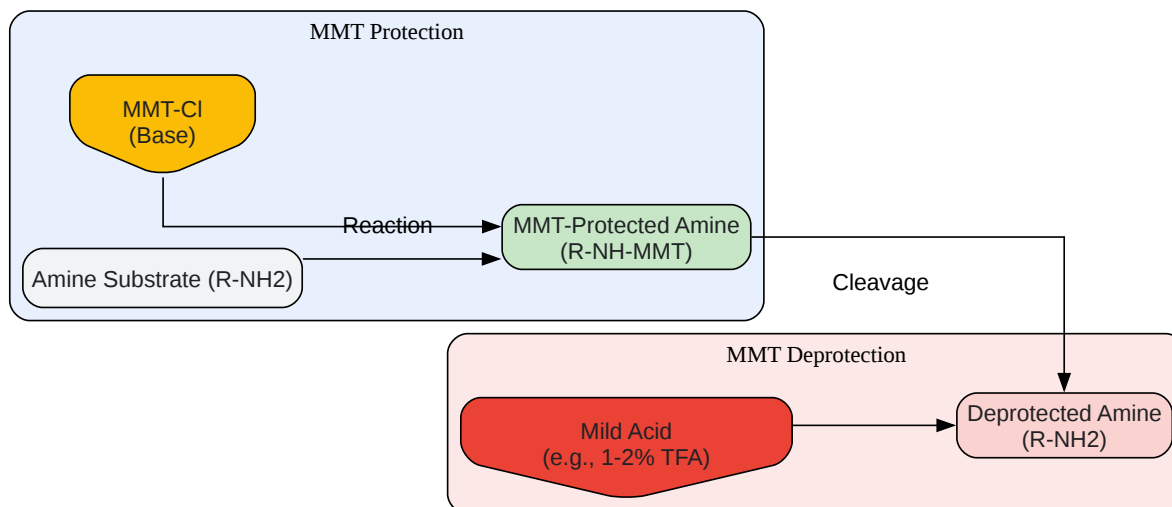 MMT Protection
MMT-Cl
(Base)
Reaction
MMT-Protected Amine
(R-NH-MMT)
Amine Substrate (R-NH2)
Cleavage
MMT Deprotection
Mild Acid
(e.g., 1-2% TFA)
Deprotected Amine
(R-NH2)